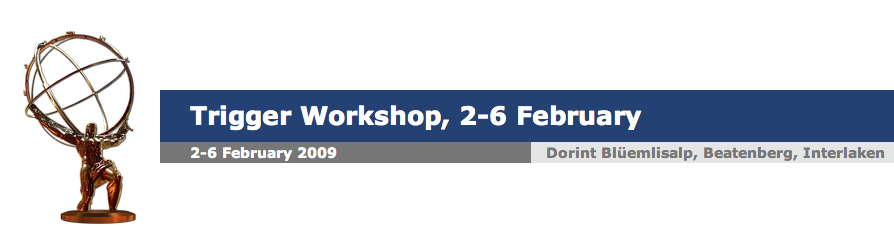 Trigger Workshop, 2-6 February
2-6 February 2009
Dorint Blüemlisalp, Beatenberg, Interlaken